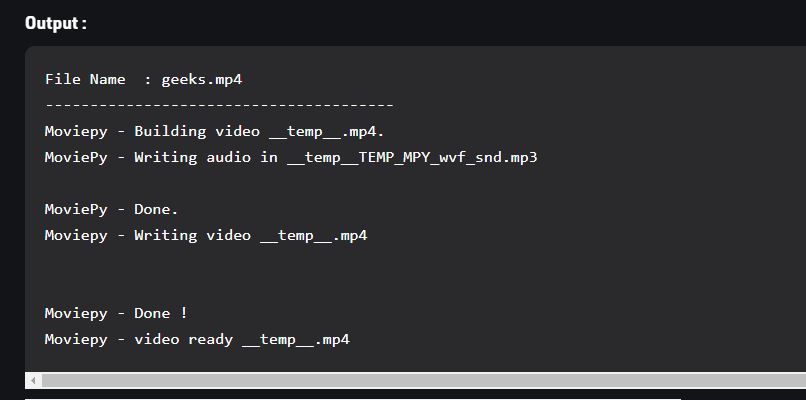 Output :
File Name  : geeks.mp4
---------------------------------------
Moviepy - Building video __temp__.mp4.
MoviePy - Writing audio in __temp__TEMP_MPY_wvf_snd.mp3
MoviePy - Done.
Moviepy - Writing video __temp__.mp4
Moviepy - Done !
Moviepy - video ready __temp__.mp4